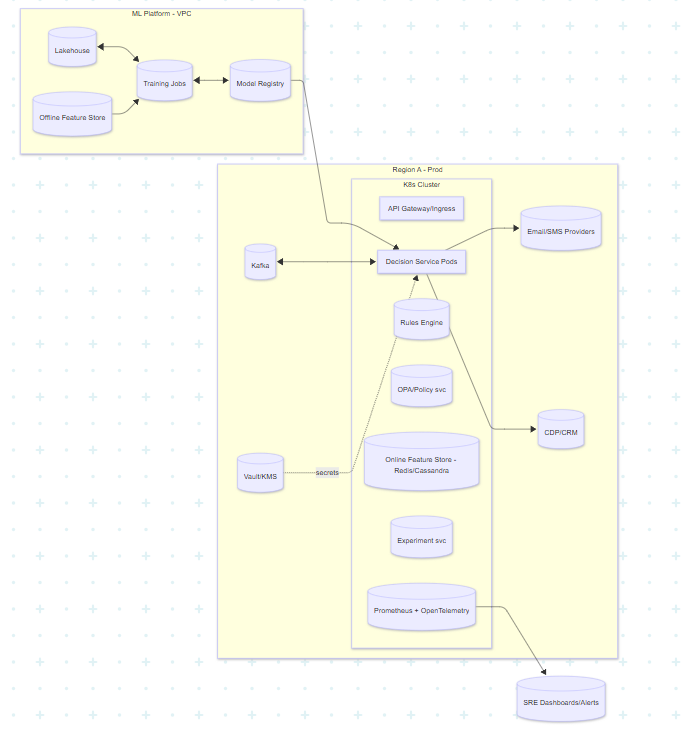 ML Platform - VPC
Lakehouse
Training Jobs
Model Registry
Offline Feature Store
Region A - Prod
K8s Cluster
API Gateway/Ingress
Email/SMS Providers
Kafka
Decision Service Pods
Rules Engine
OPA/Policy svc
CDP/CRM
Online Feature Store -
Redis/Cassandra
Vault/KMS
secrets
Experiment svc
Prometheus + OpenTelemetry
SRE Dashboards/Alerts